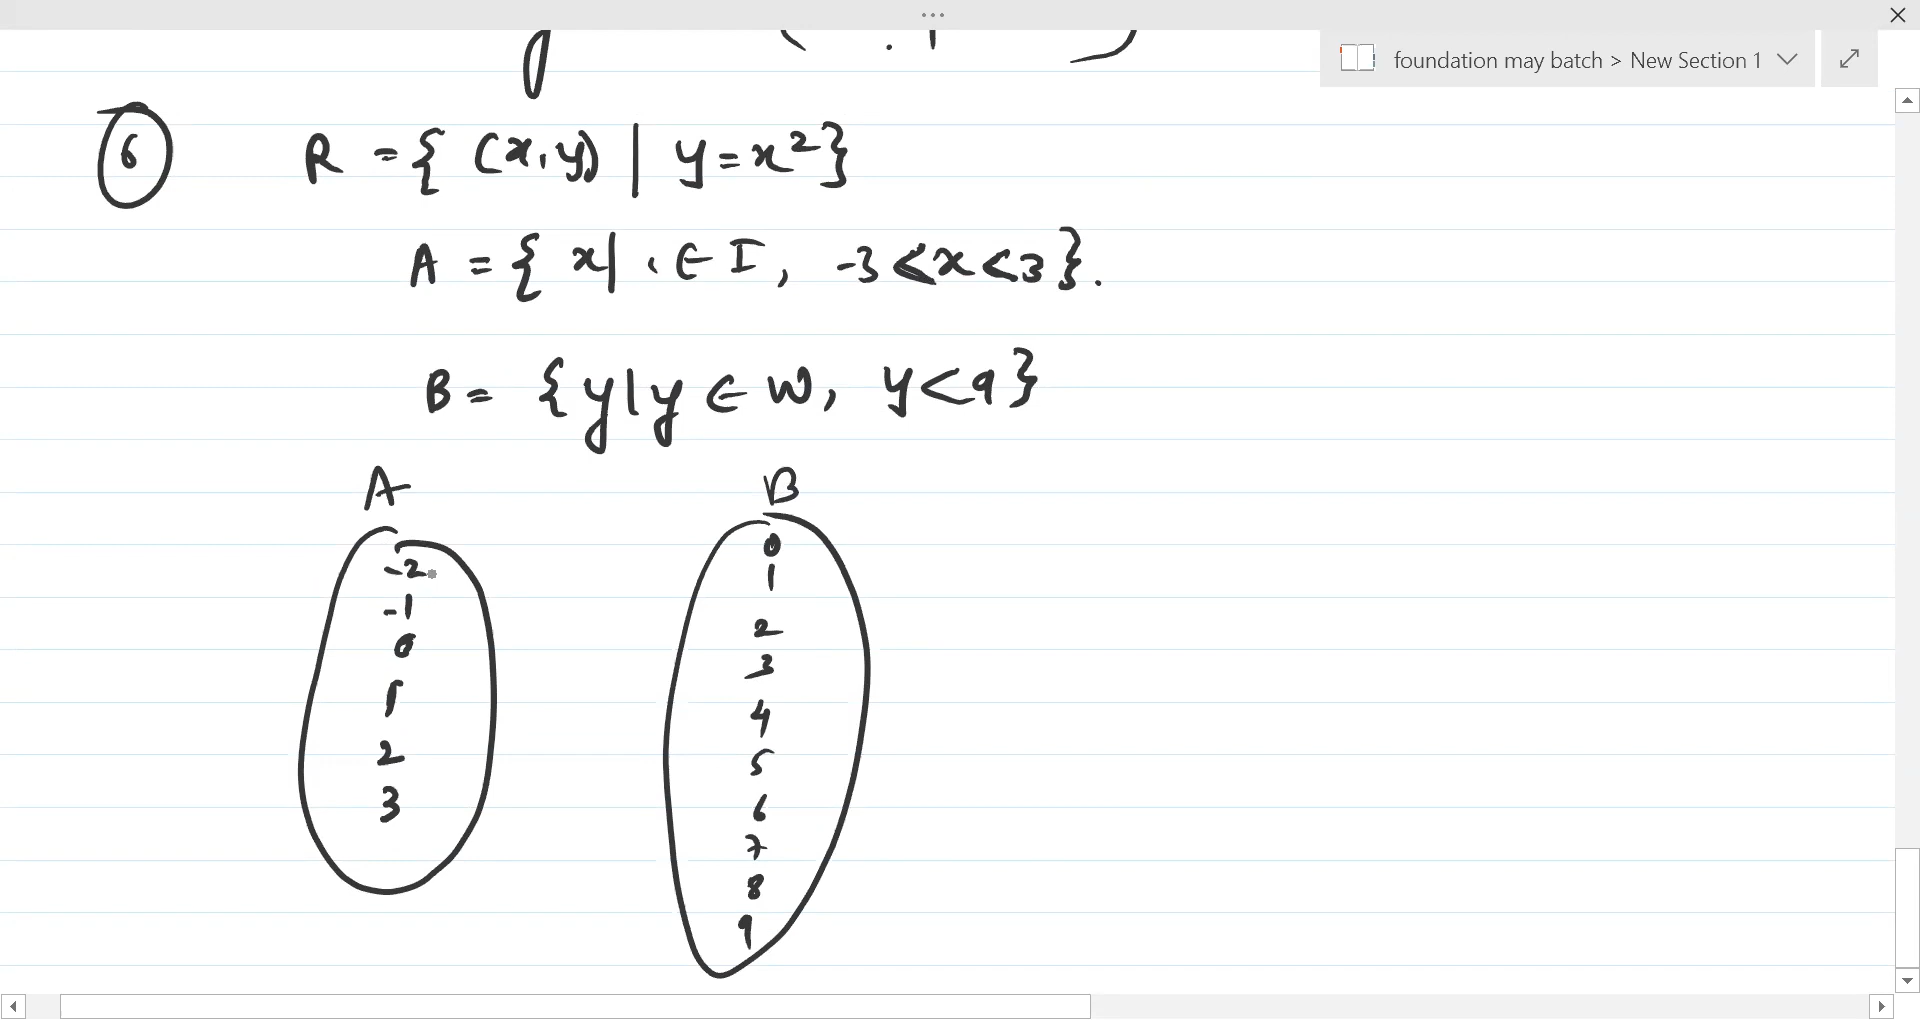 foundation may batch > New Section 1
6 R = { (x, y) | y = x² }
A = { x | . ∈ I, -3 < x < 3 }.
B = { y | y ∈ W, y < 9 }
A B
-2 0
-1 1
0 2
1 3
2 4
3 5
6
7
8
9